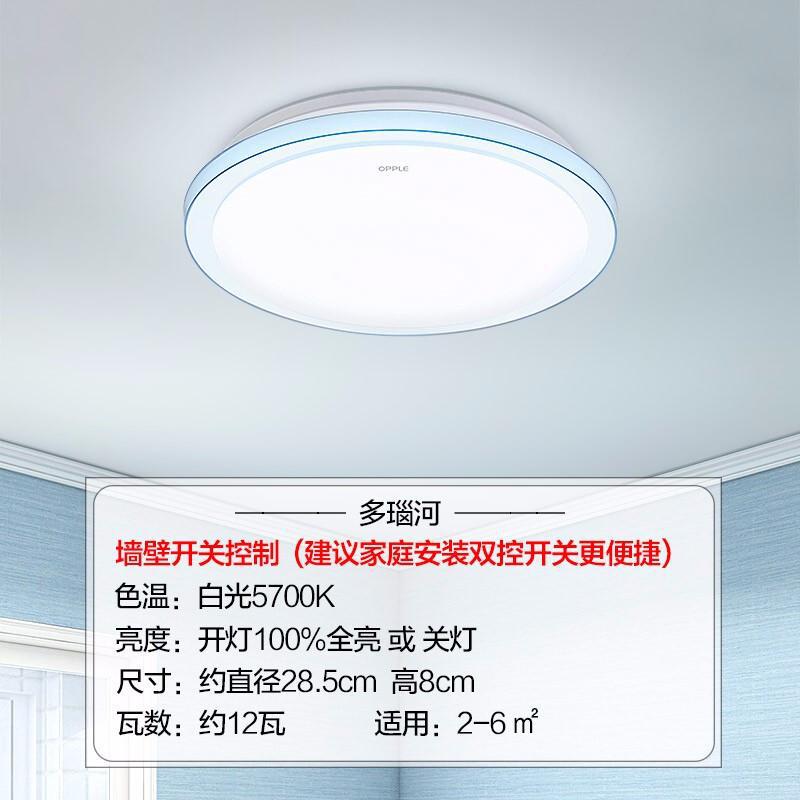 OPPLE
多瑙河
墙壁开关控制（建议家庭安装双控开关更便捷）
色温：白光5700K
亮度：开灯100%全亮 或 关灯
尺寸：约直径28.5cm 高8cm
瓦数：约12瓦 适用：2-6㎡